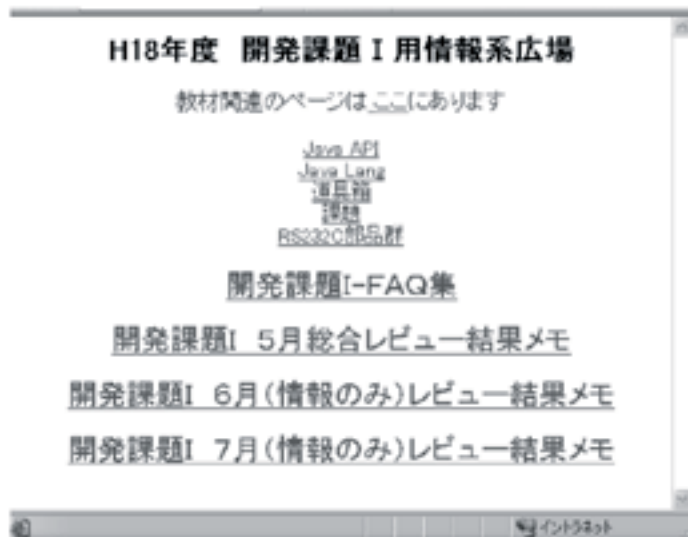 H18年度　開発課題Ⅰ用情報系広場
教材関連のページはここにあります
Java API
Java Lang
道具箱
課題
RS232C部品群
開発課題I-FAQ集
開発課題I　5月総合レビュー結果メモ
開発課題I　6月(情報のみ)レビュー結果メモ
開発課題I　7月(情報のみ)レビュー結果メモ
イントラネット